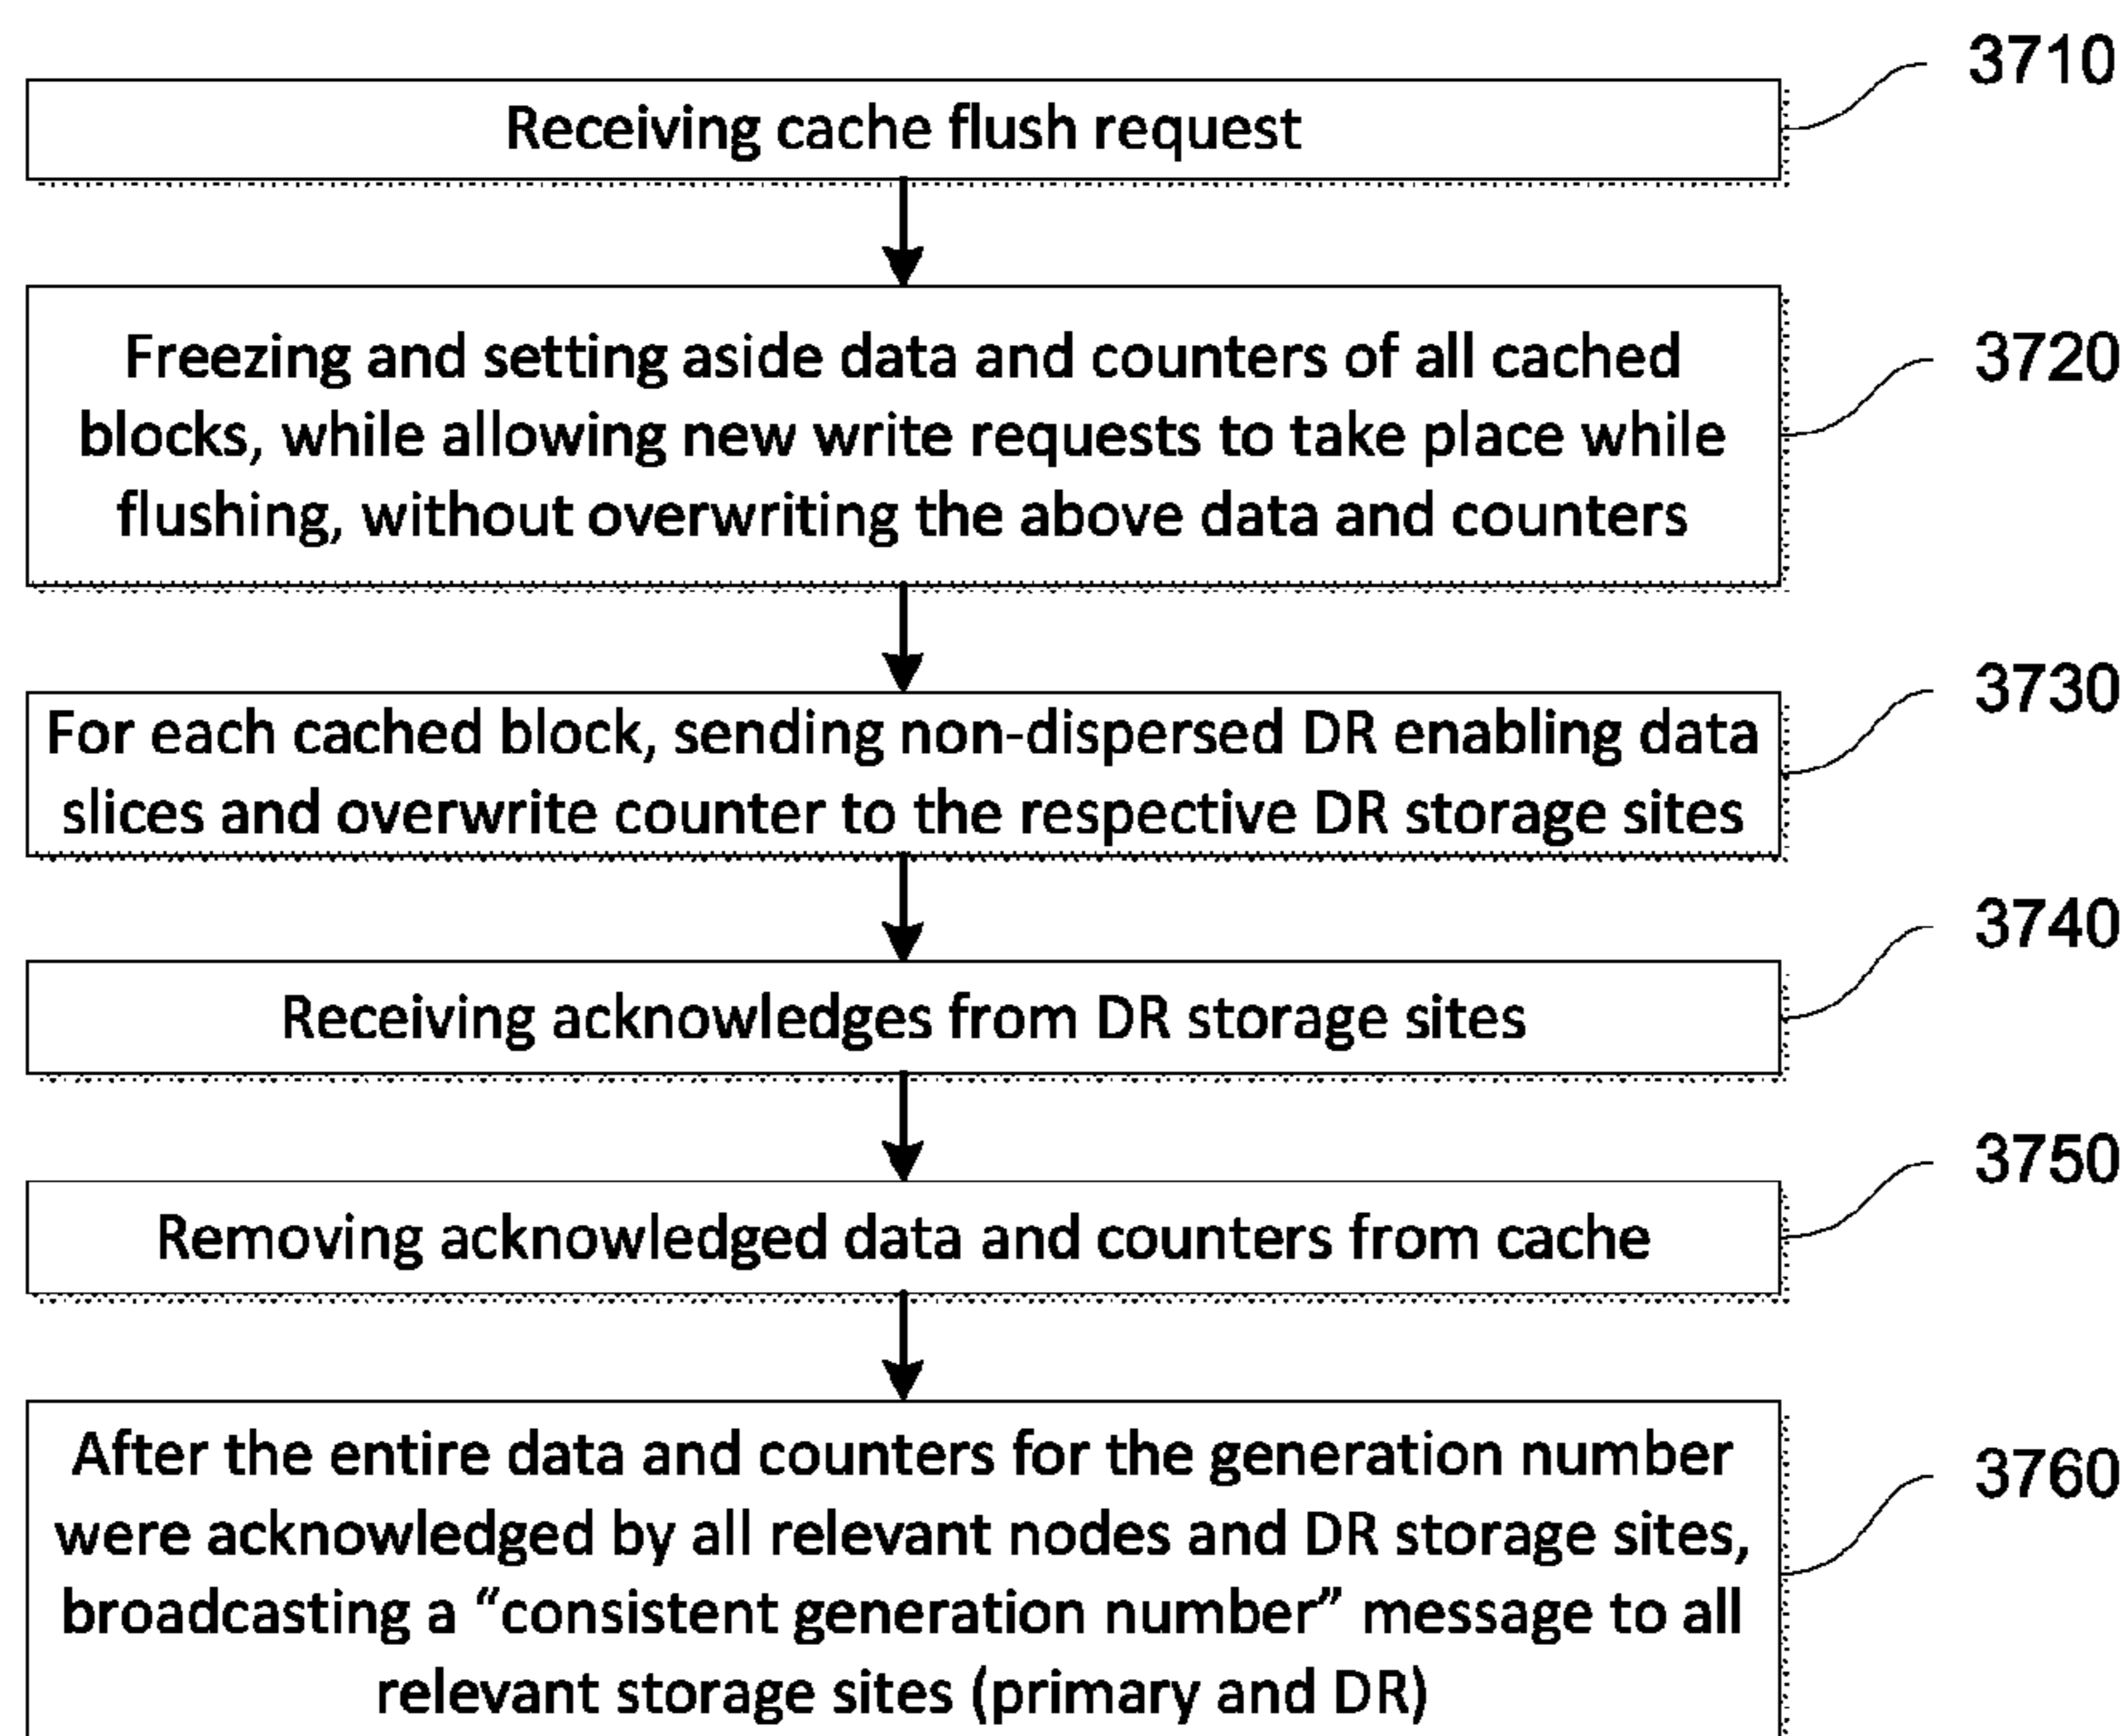 3710
Receiving cache flush request
Freezing and setting aside data and counters of all cached
blocks, while allowing new write requests to take place while
flushing, without overwriting the above data and counters
3720
For each cached block, sending non-dispersed DR enabling data
slices and overwrite counter to the respective DR storage sites
3730
Receiving acknowledges from DR storage sites
3740
Removing acknowledged data and counters from cache
3750
After the entire data and counters for the generation number
were acknowledged by all relevant nodes and DR storage sites,
broadcasting a “consistent generation number” message to all
relevant storage sites (primary and DR)
3760